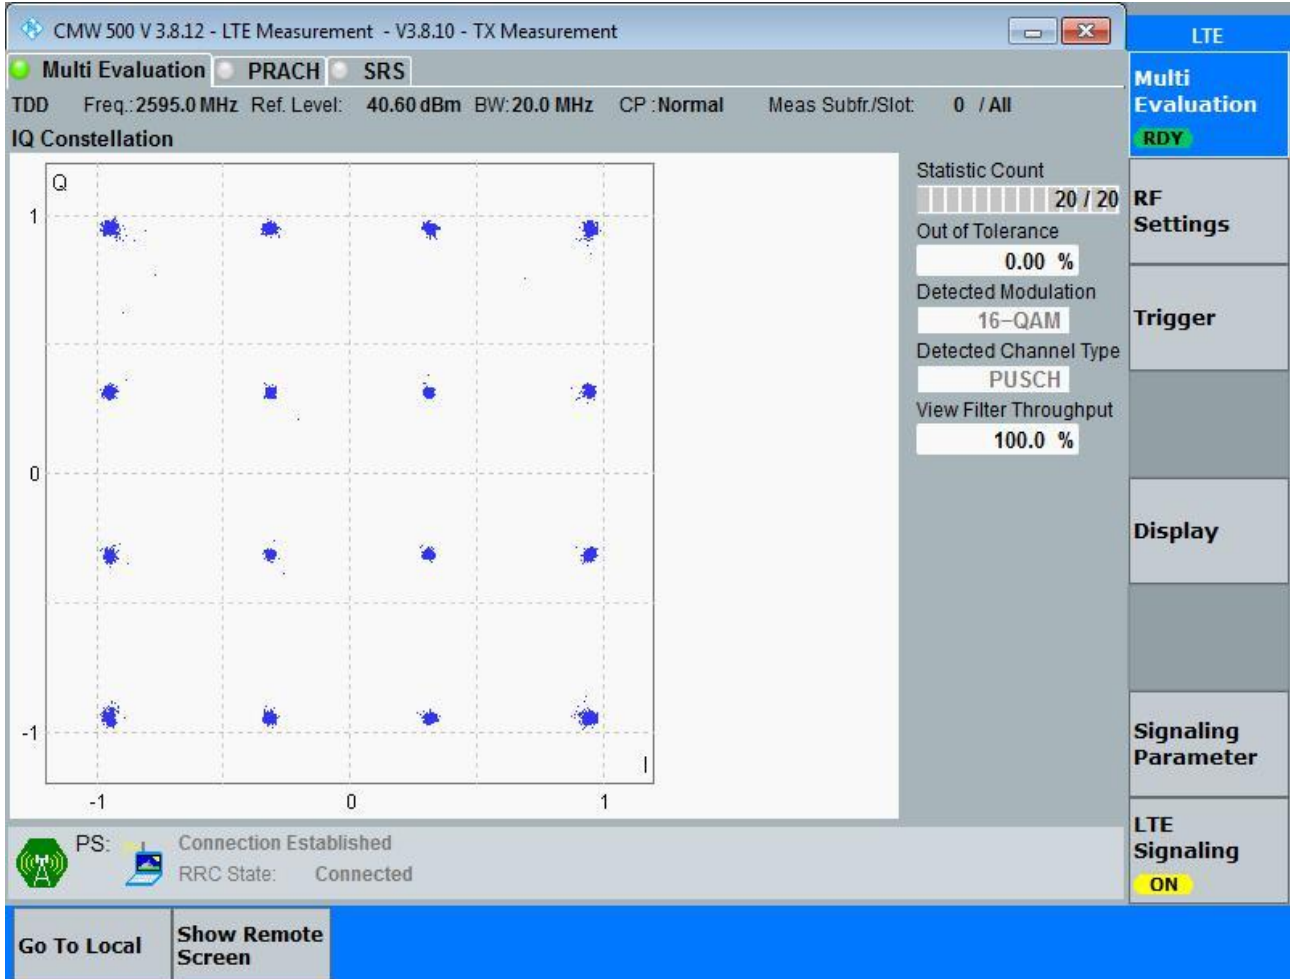 CMW 500 V 3.8.12 - LTE Measurement - V3.8.10 - TX Measurement
LTE
Multi Evaluation PRACH SRS
TDD Freq.: 2595.0 MHz Ref. Level: 40.60 dBm BW: 20.0 MHz CP : Normal Meas Subfr./Slot: 0 / All
IQ Constellation
Q
1
0
-1
I
-1 0 1
Statistic Count
20 / 20
Out of Tolerance
0.00 %
Detected Modulation
16-QAM
Detected Channel Type
PUSCH
View Filter Throughput
100.0 %
Multi
Evaluation
RDY
RF
Settings
Trigger
Display
Signaling
Parameter
LTE
Signaling
ON
PS: Connection Established
RRC State: Connected
Go To Local
Show Remote
Screen